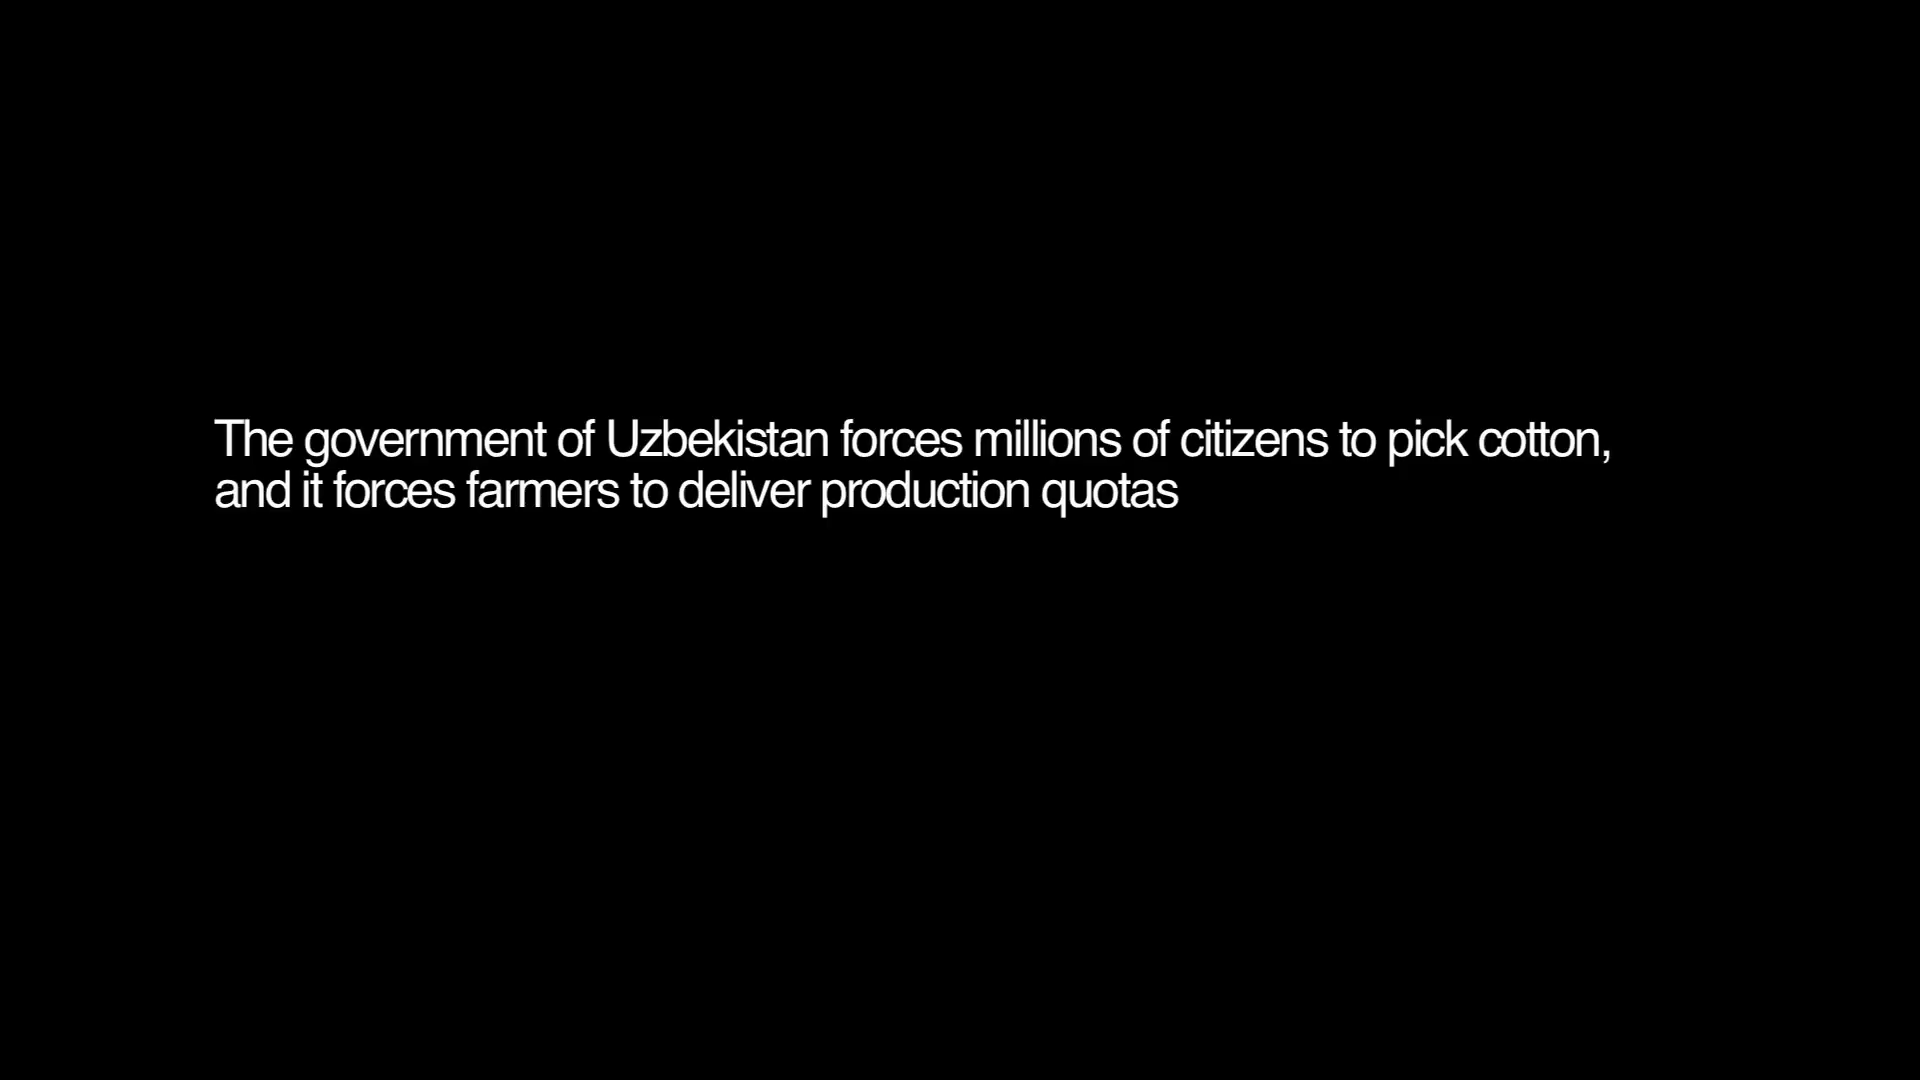 The government of Uzbekistan forces millions of citizens to pick cotton,
and it forces farmers to deliver production quotas